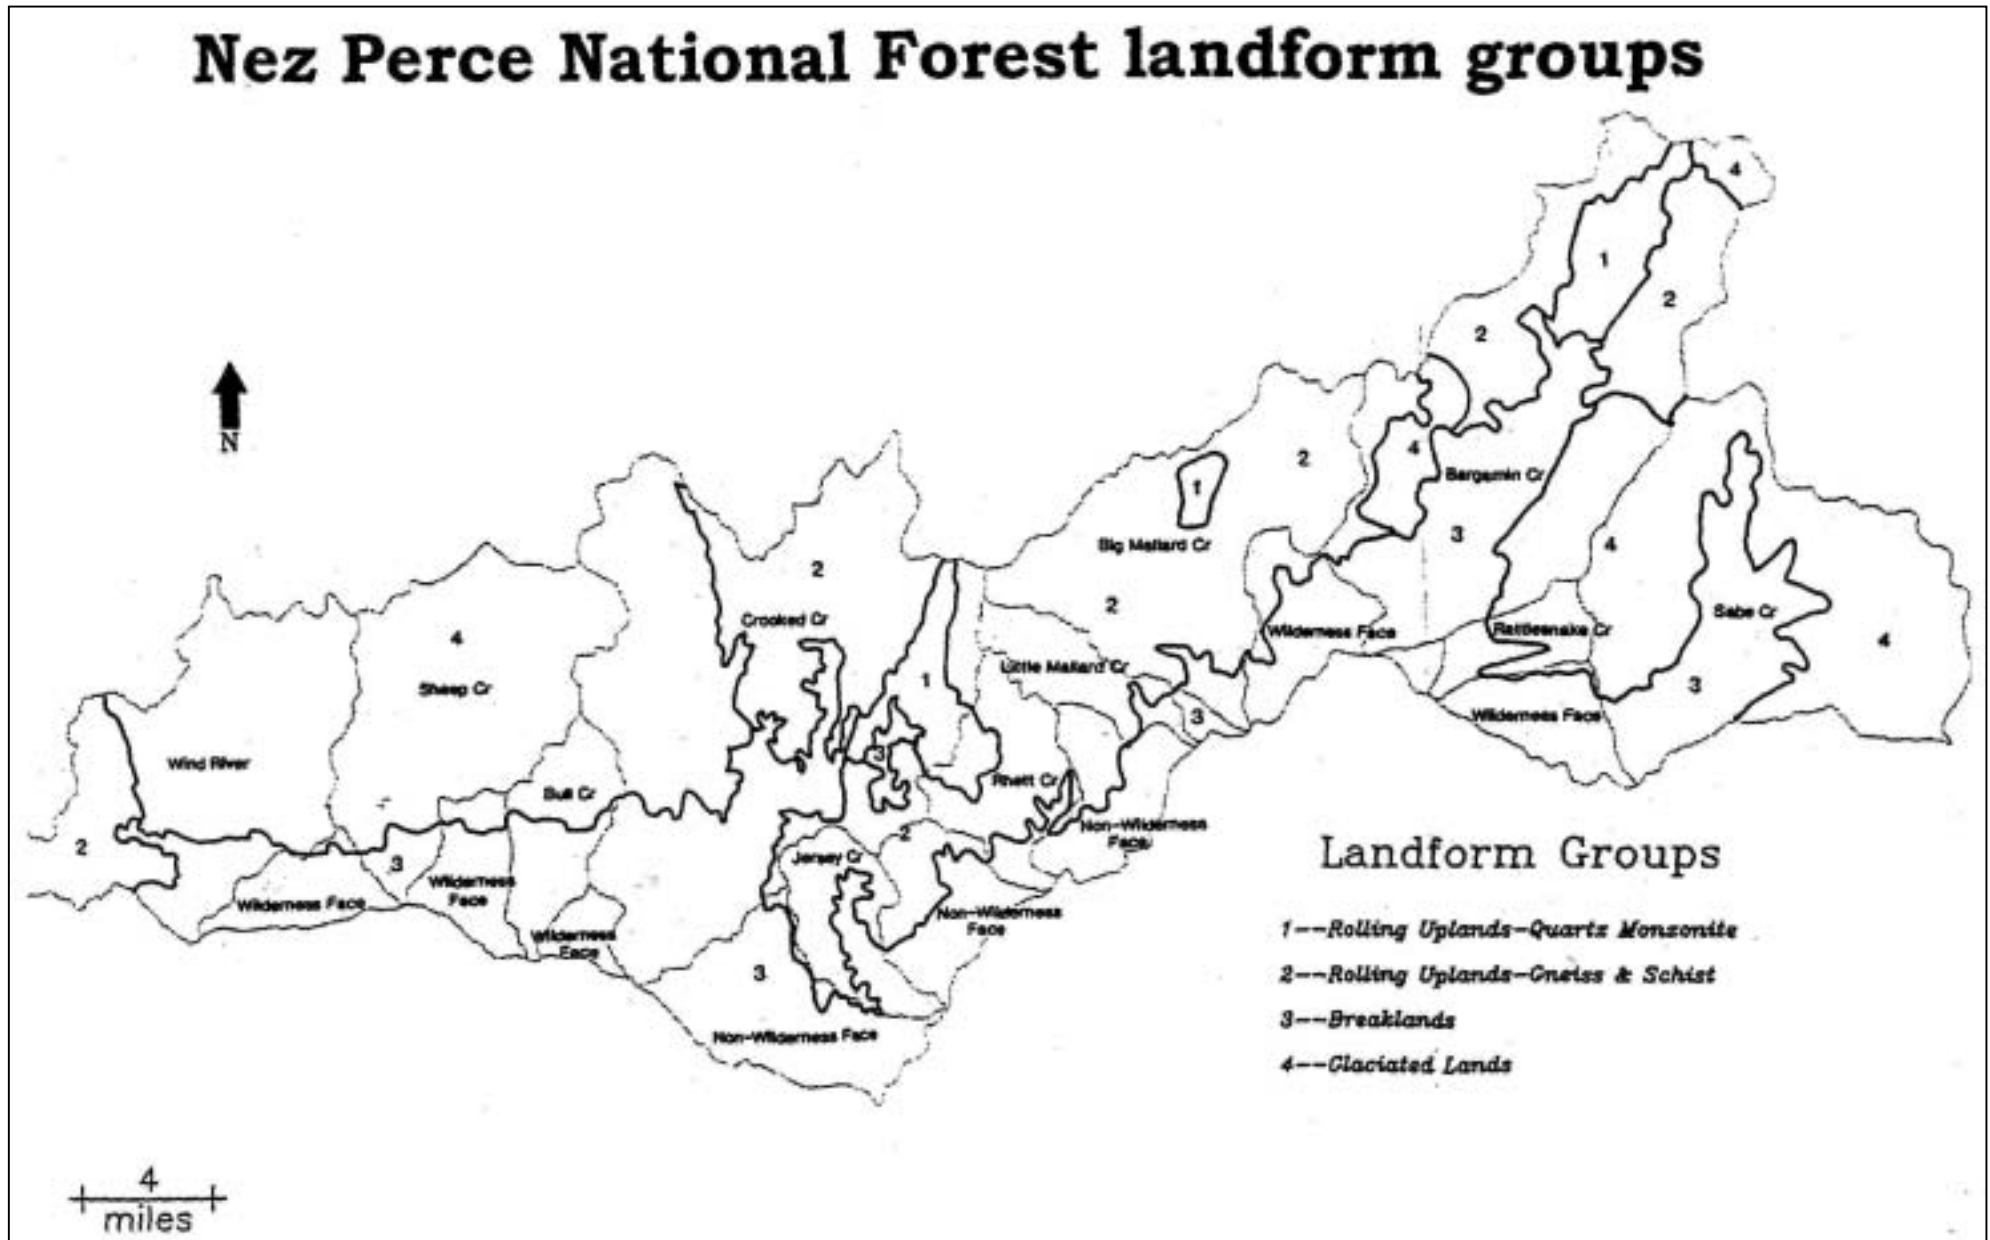 Nez Perce National Forest landform groups
4
1
2
2
N
2
4
1
Bargamin Cr
Big Mallard Cr
3
4
2
2
Sabe Cr
Crooked Cr
Wilderness Face
Rattlesnake Cr
4
4
Little Mallard Cr
Sheep Cr
1
3
3
Wilderness Face
Wind River
3
Rhett Cr
Bull Cr
Non-Wilderness
Face
2
2
Jersey Cr
3
Wilderness
Face
Wilderness Face
Non-Wilderness
Face
Wilderness
Face
3
Non-Wilderness Face
Landform Groups
1--Rolling Uplands-Quartz Monzonite
2--Rolling Uplands-Gneiss & Schist
3--Breaklands
4--Glaciated Lands
4
miles